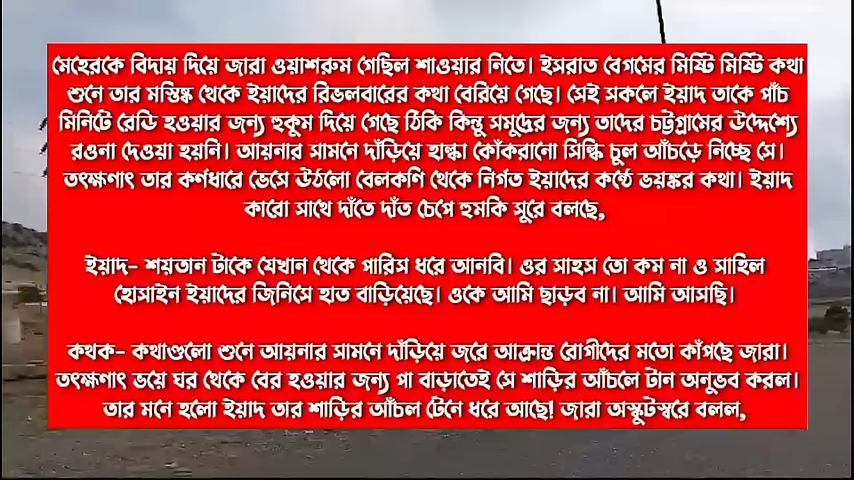 মেহেরকে বিদায় দিয়ে জারা ওয়াশরুম গেছিল শাওয়ার নিতে। ইসরাত বেগমের মিষ্টি মিষ্টি কথা
শুনে তার মস্তিষ্ক থেকে ইয়াদের রিভলবারের কথা বেরিয়ে গেছে। সেই সকলে ইয়াদ তাকে পাঁচ
মিনিটে রেডি হওয়ার জন্য হুকুম দিয়ে গেছে ঠিকি কিন্তু সমুদ্রের জন্য তাদের চট্টগ্রামের উদ্দেশ্যে
রওনা দেওয়া হয়নি। আয়নার সামনে দাঁড়িয়ে হাল্কা কোঁকরানো সিল্কি চুল আঁচড়ে নিচ্ছে সে।
তৎক্ষণাৎ তার কর্ণধারে ভেসে উঠলো বেলকণি থেকে নির্গত ইয়াদের কন্ঠে ভয়ঙ্কর কথা। ইয়াদ
কারো সাথে দাঁতে দাঁত চেপে হুমকি সুরে বলছে,
ইয়াদ- শয়তান টাকে যেখান থেকে পারিস ধরে আনবি। ওর সাহস তো কম না ও সাহিল
হোসাইন ইয়াদের জিনিসে হাত বাড়িয়েছে। ওকে আমি ছাড়ব না। আমি আসছি।
কথক- কথাগুলো শুনে আয়নার সামনে দাঁড়িয়ে জরে আক্রান্ত রোগীদের মতো কাঁপছে জারা।
তৎক্ষণাৎ ভয়ে ঘর থেকে বের হওয়ার জন্য পা বাড়াতেই সে শাড়ির আঁচলে টান অনুভব করল।
তার মনে হলো ইয়াদ তার শাড়ির আঁচল টেনে ধরে আছে! জারা অস্কুটস্বরে বলল,